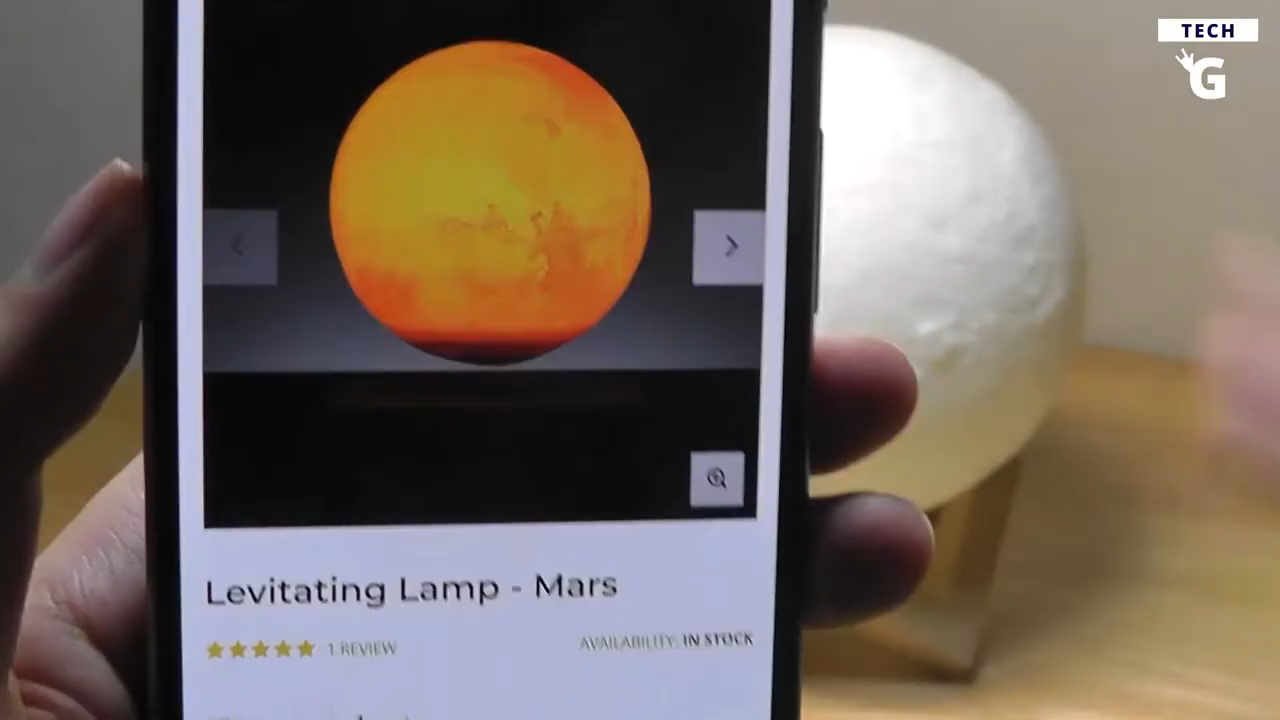 TECH
G
Levitating Lamp - Mars
1 REVIEW
AVAILABILITY: IN STOCK